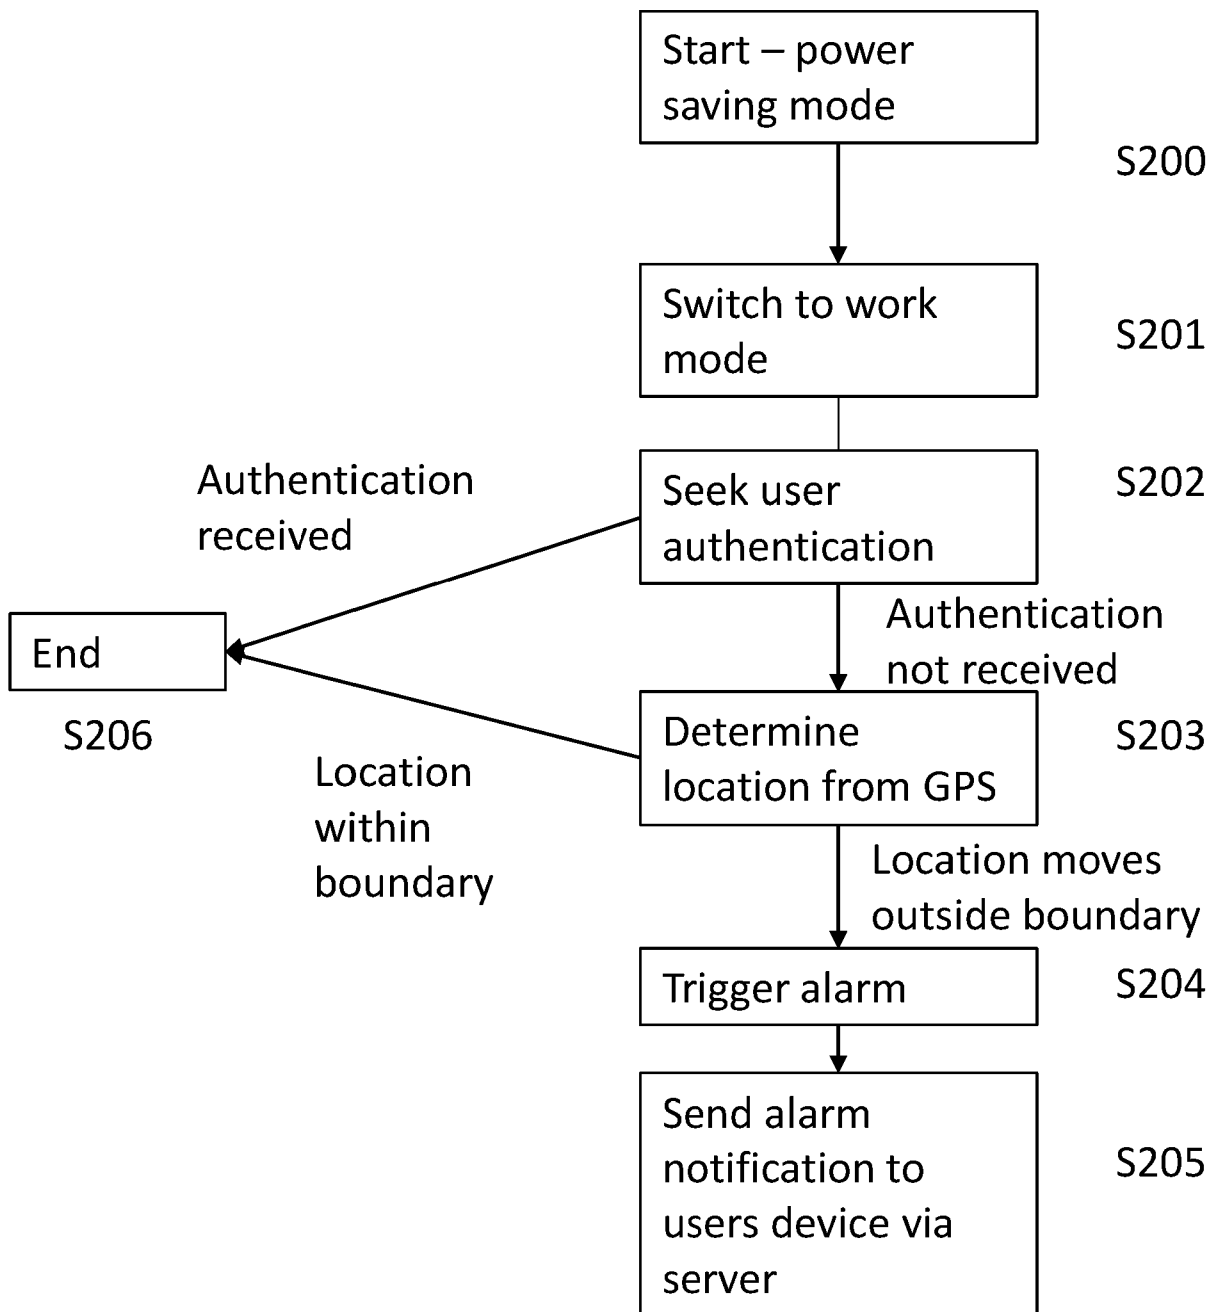 Start – power
saving mode
S200
Switch to work
mode
S201
Seek user
authentication
S202
Authentication
received
Authentication
not received
End
S206
Determine
location from GPS
S203
Location
within
boundary
Location moves
outside boundary
Trigger alarm
S204
Send alarm
notification to
users device via
server
S205